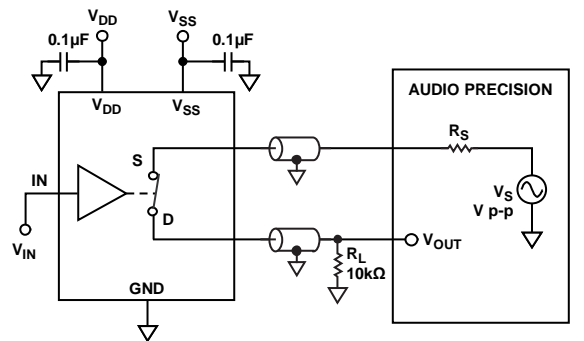 VDD
VSS
0.1µF
0.1µF
VDD
VSS
AUDIO PRECISION
RS
S
IN
VS
V p-p
D
VIN
VOUT
RL
10kΩ
GND